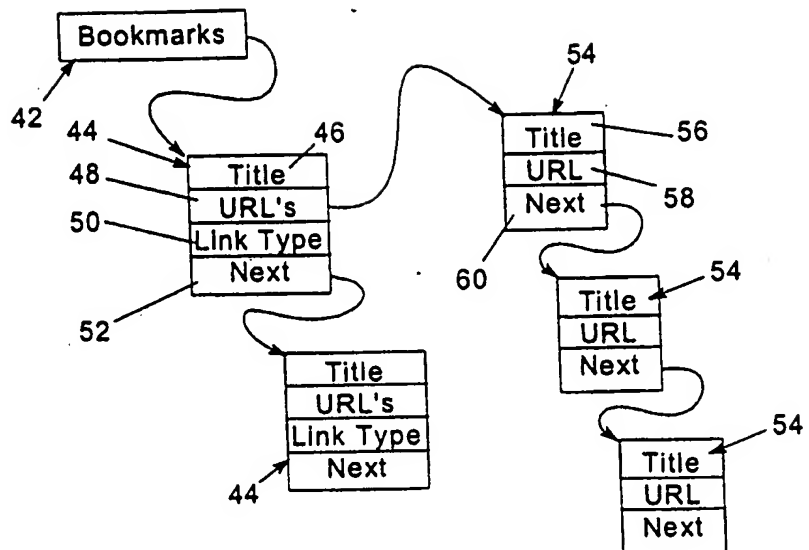 Bookmarks
42
44
46
48
50
52
Title
URL's
Link Type
Next
54
56
58
60
Title
URL
Next
54
Title
URL
Next
44
Title
URL's
Link Type
Next
54
Title
URL
Next